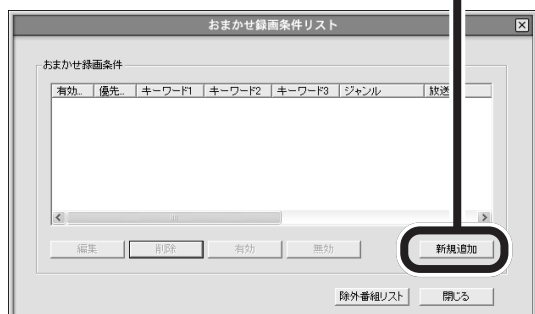 おまかせ録画条件リスト
おまかせ録画条件
有効... 優先... キーワード1 キーワード2 キーワード3 ジャンル 放送
編集 削除 有効 無効 新規追加
除外番組リスト 閉じる